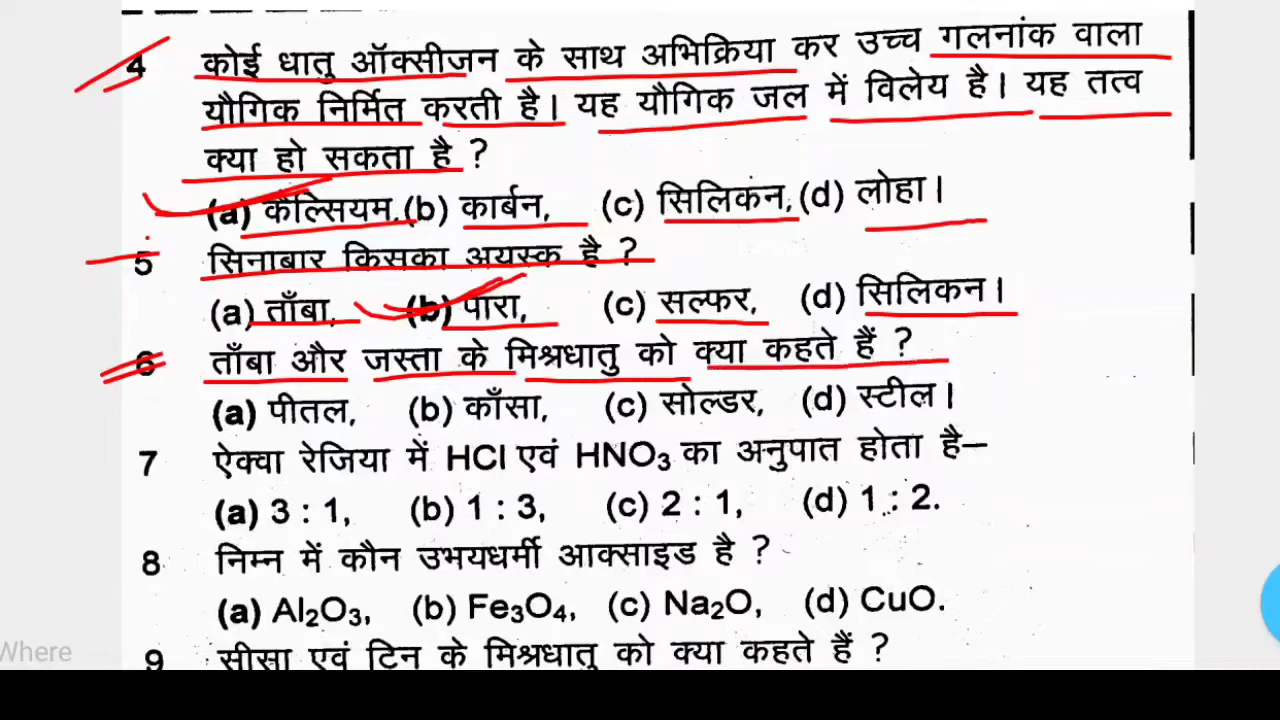 4 कोई धातु ऑक्सीजन के साथ अभिक्रिया कर उच्च गलनांक वाला
यौगिक निर्मित करती है। यह यौगिक जल में विलेय है। यह तत्व
क्या हो सकता है ?
(a) कैल्सियम, (b) कार्बन, (c) सिलिकन, (d) लोहा।
5 सिनाबार किसका अयस्क है ?
(a) ताँबा, (b) पारा, (c) सल्फर, (d) सिलिकन।
6 ताँबा और जस्ता के मिश्रधातु को क्या कहते हैं ?
(a) पीतल, (b) काँसा, (c) सोल्डर, (d) स्टील।
7 ऐक्वा रेजिया में HCl एवं HNO₃ का अनुपात होता है—
(a) 3 : 1, (b) 1 : 3, (c) 2 : 1, (d) 1 : 2.
8 निम्न में कौन उभयधर्मी आक्साइड है ?
(a) Al₂O₃, (b) Fe₃O₄, (c) Na₂O, (d) CuO.
Where
9 सीसा एवं टिन के मिश्रधातु को क्या कहते हैं ?